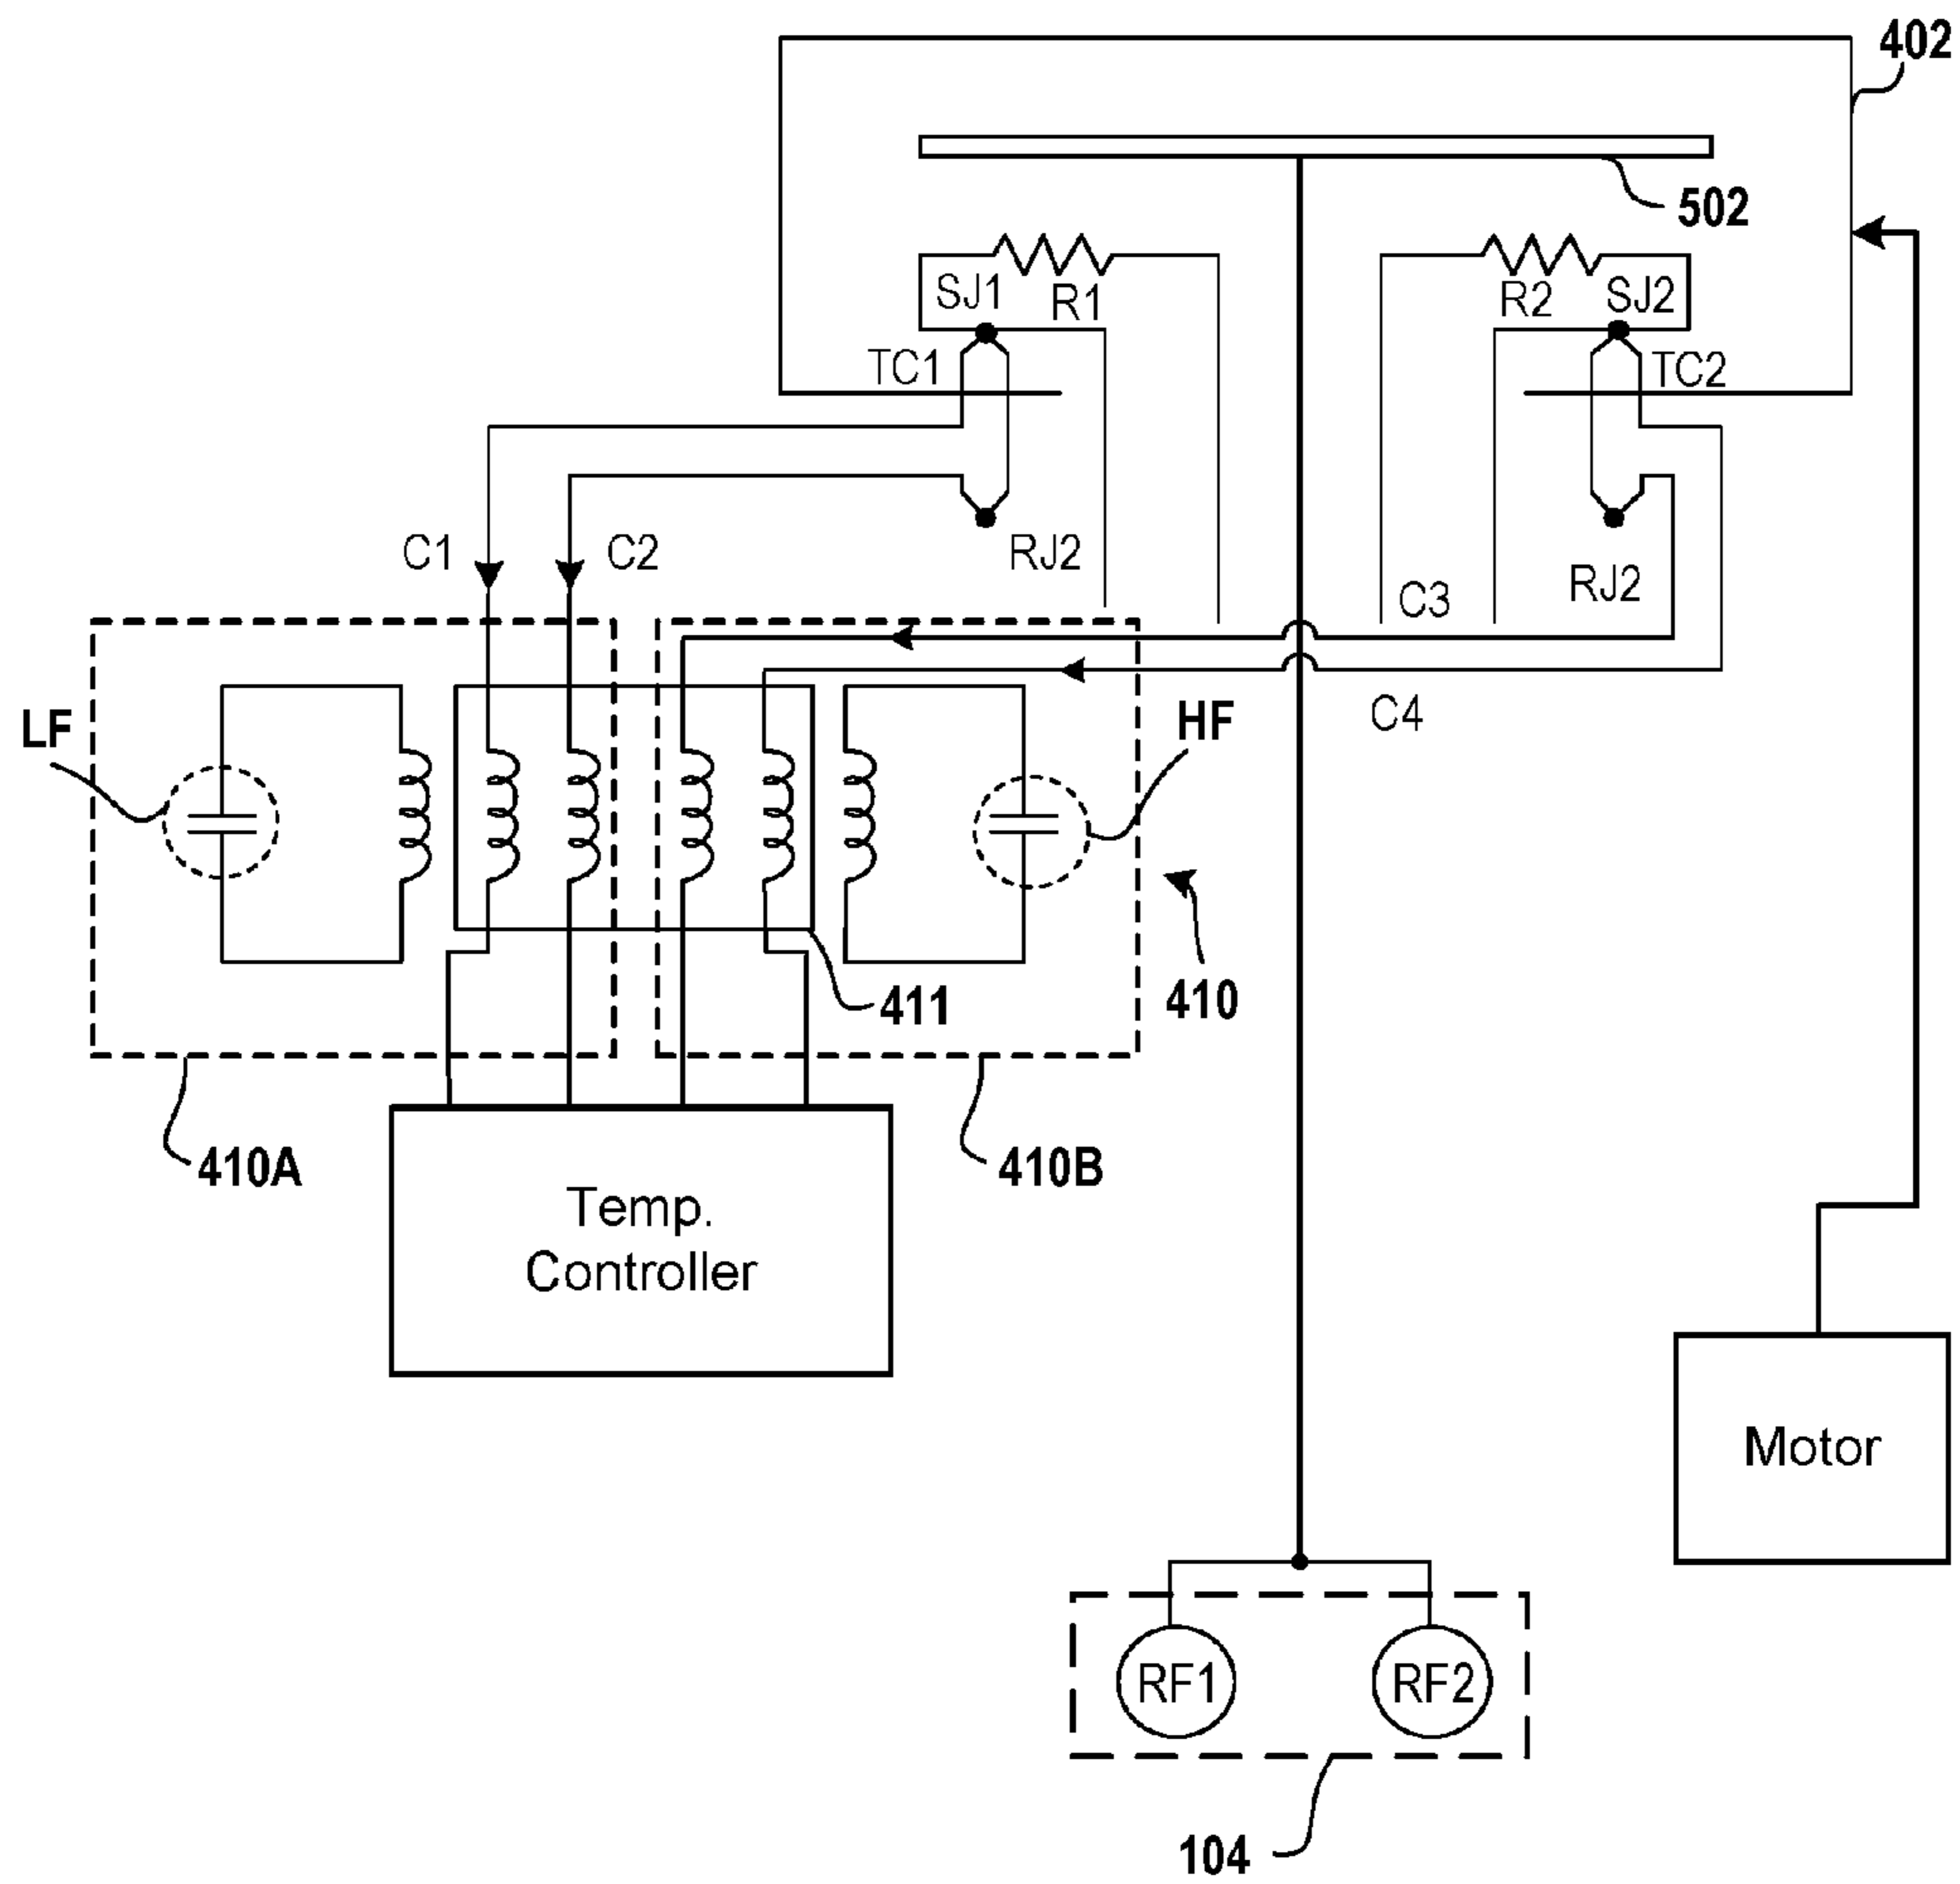 402
502
SJ1
R1
R2
SJ2
TC1
TC2
C1
C2
RJ2
RJ2
C3
C4
LF
HF
411
410
410A
410B
Temp.
Controller
Motor
RF1
RF2
104